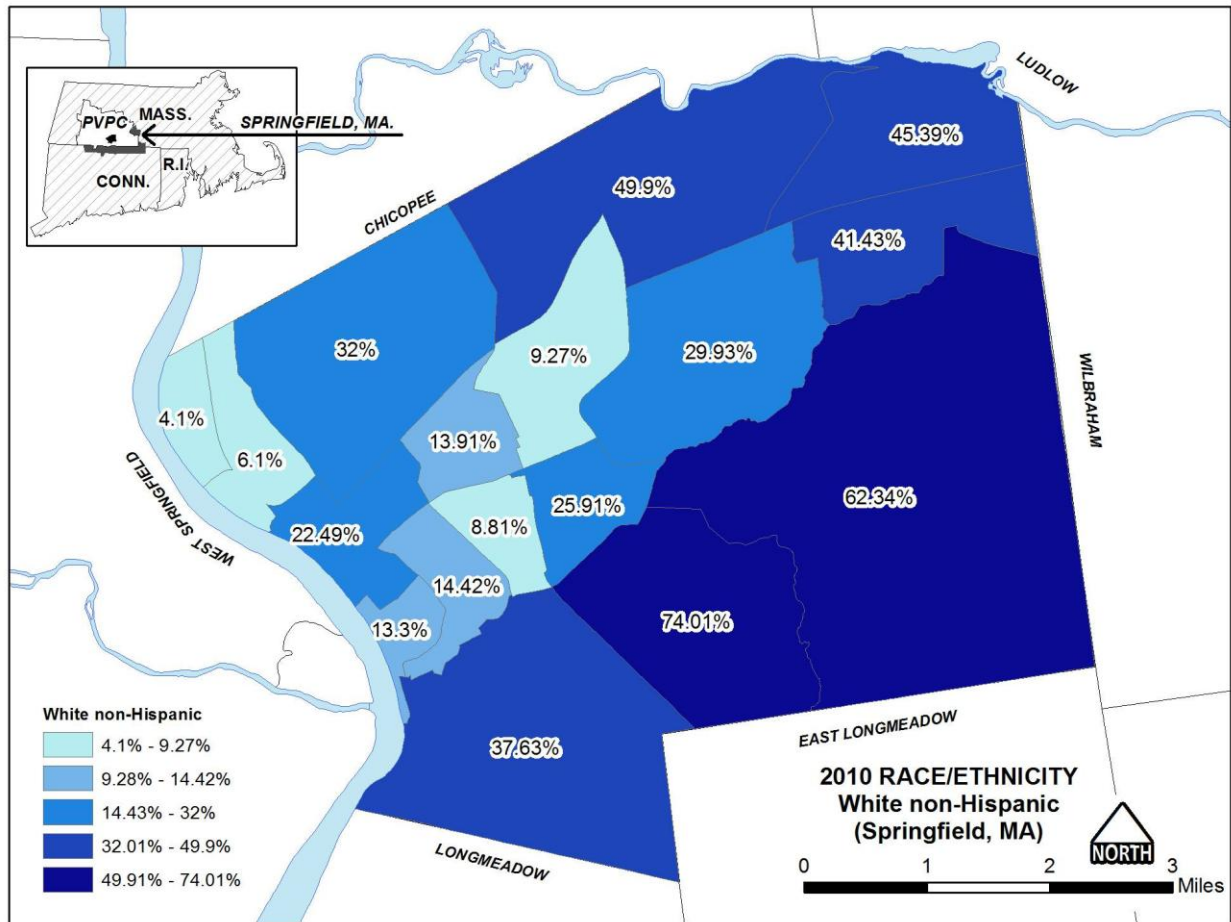 LUDLOW
MASS.
PVPC
SPRINGFIELD, MA.
R.I.
CONN.
CHICOPEE
45.39%
49.9%
41.43%
32%
9.27%
29.93%
WILBRAHAM
4.1%
13.91%
6.1%
62.34%
25.91%
WEST SPRINGFIELD
8.81%
22.49%
14.42%
74.01%
13.3%
37.63%
EAST LONGMEADOW
LONGMEADOW
White non-Hispanic
4.1% - 9.27%
9.28% - 14.42%
14.43% - 32%
32.01% - 49.9%
49.91% - 74.01%
2010 RACE/ETHNICITY
White non-Hispanic
(Springfield, MA)
NORTH
0 1 2 3
Miles